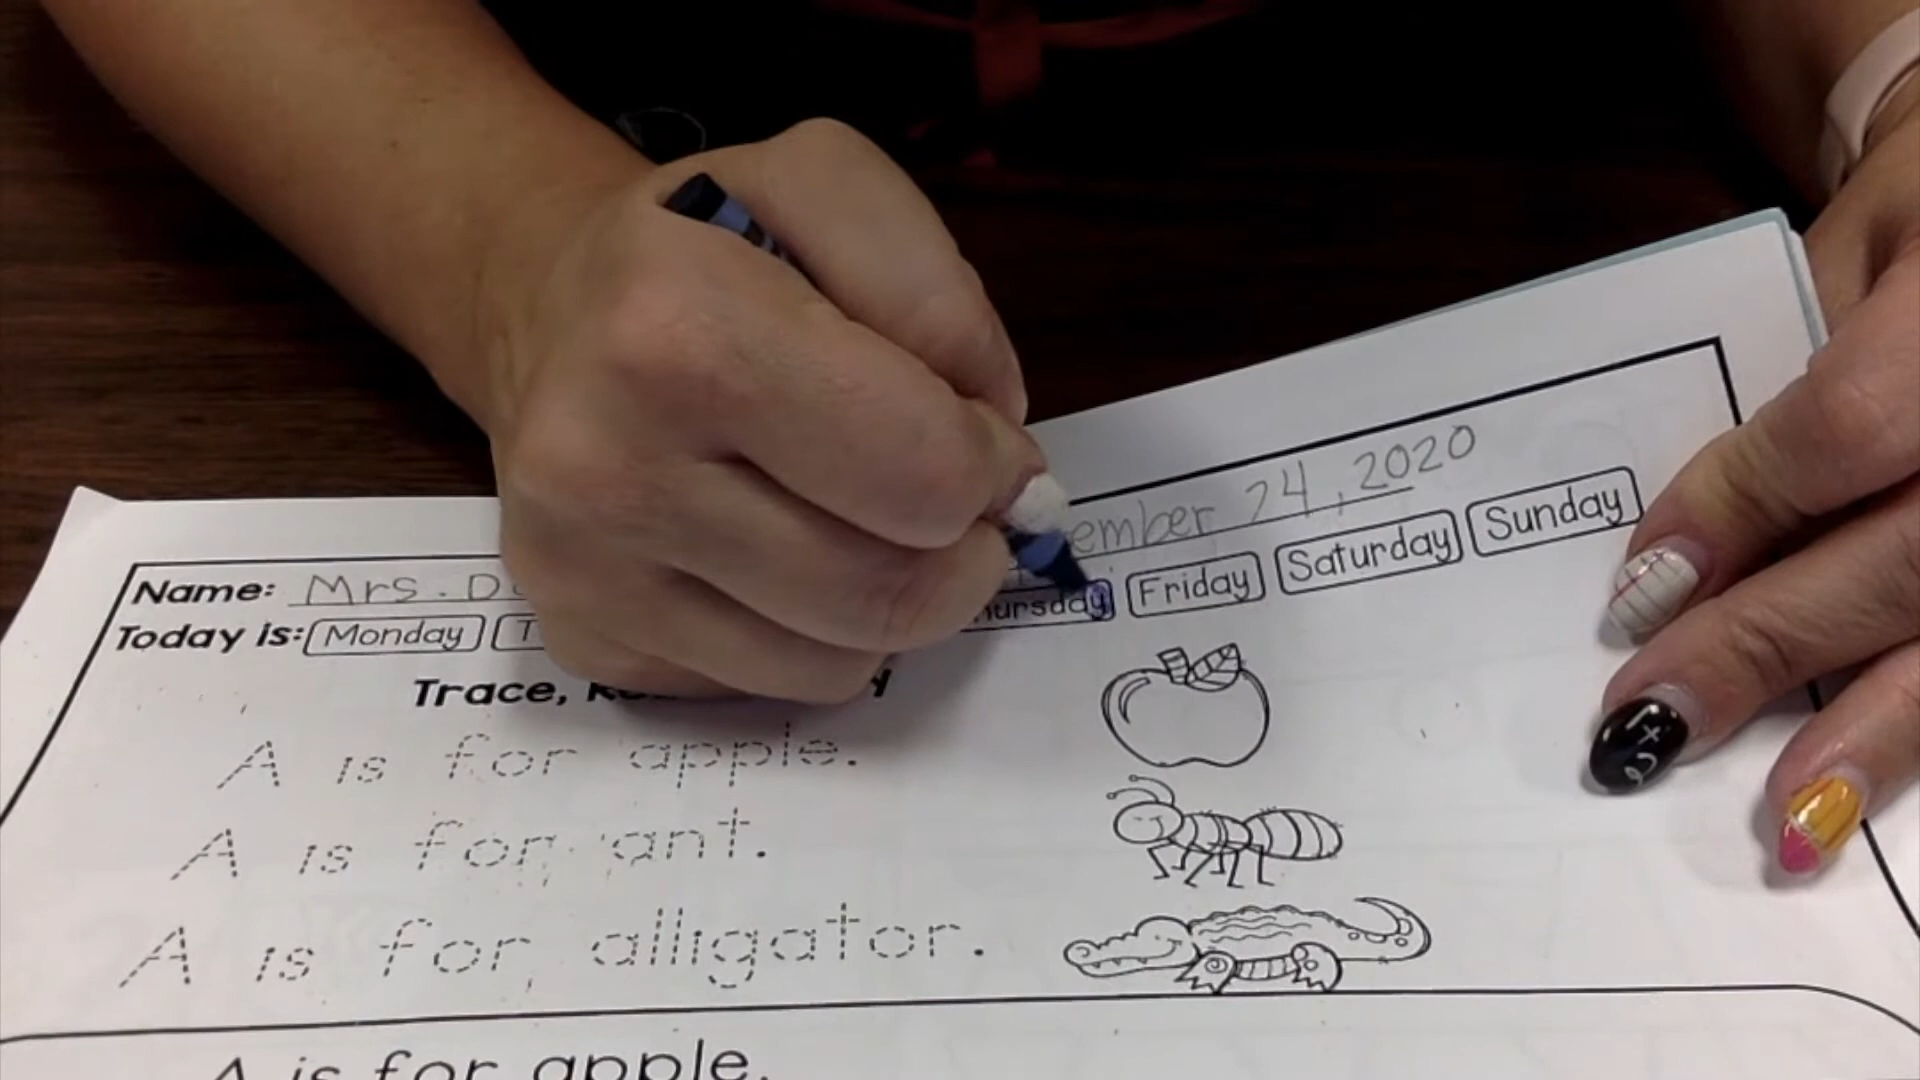 Name: Mrs. D
ember 24, 2020
Today is: Monday T hursday Friday Saturday Sunday
Trace,
A is for apple.
A is for ant.
A is for alligator.
A is for apple.